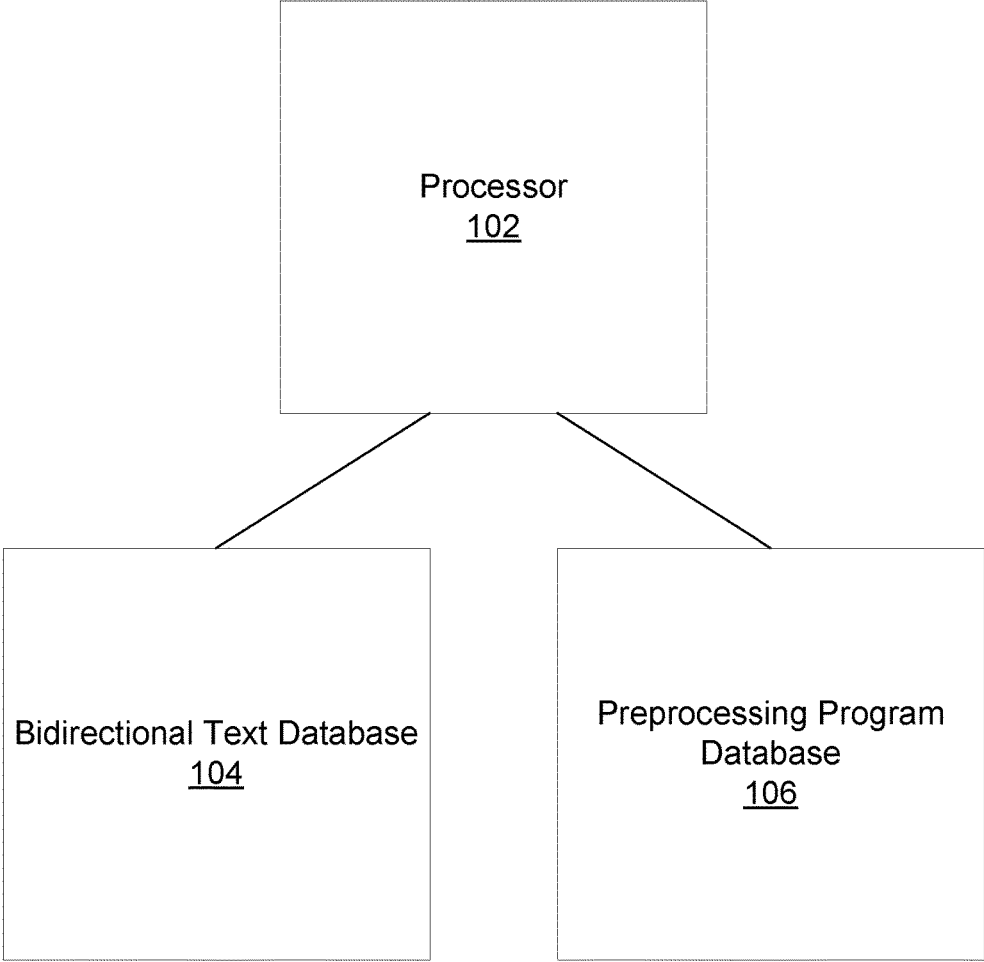 Processor
102
Bidirectional Text Database
104
Preprocessing Program
Database
106